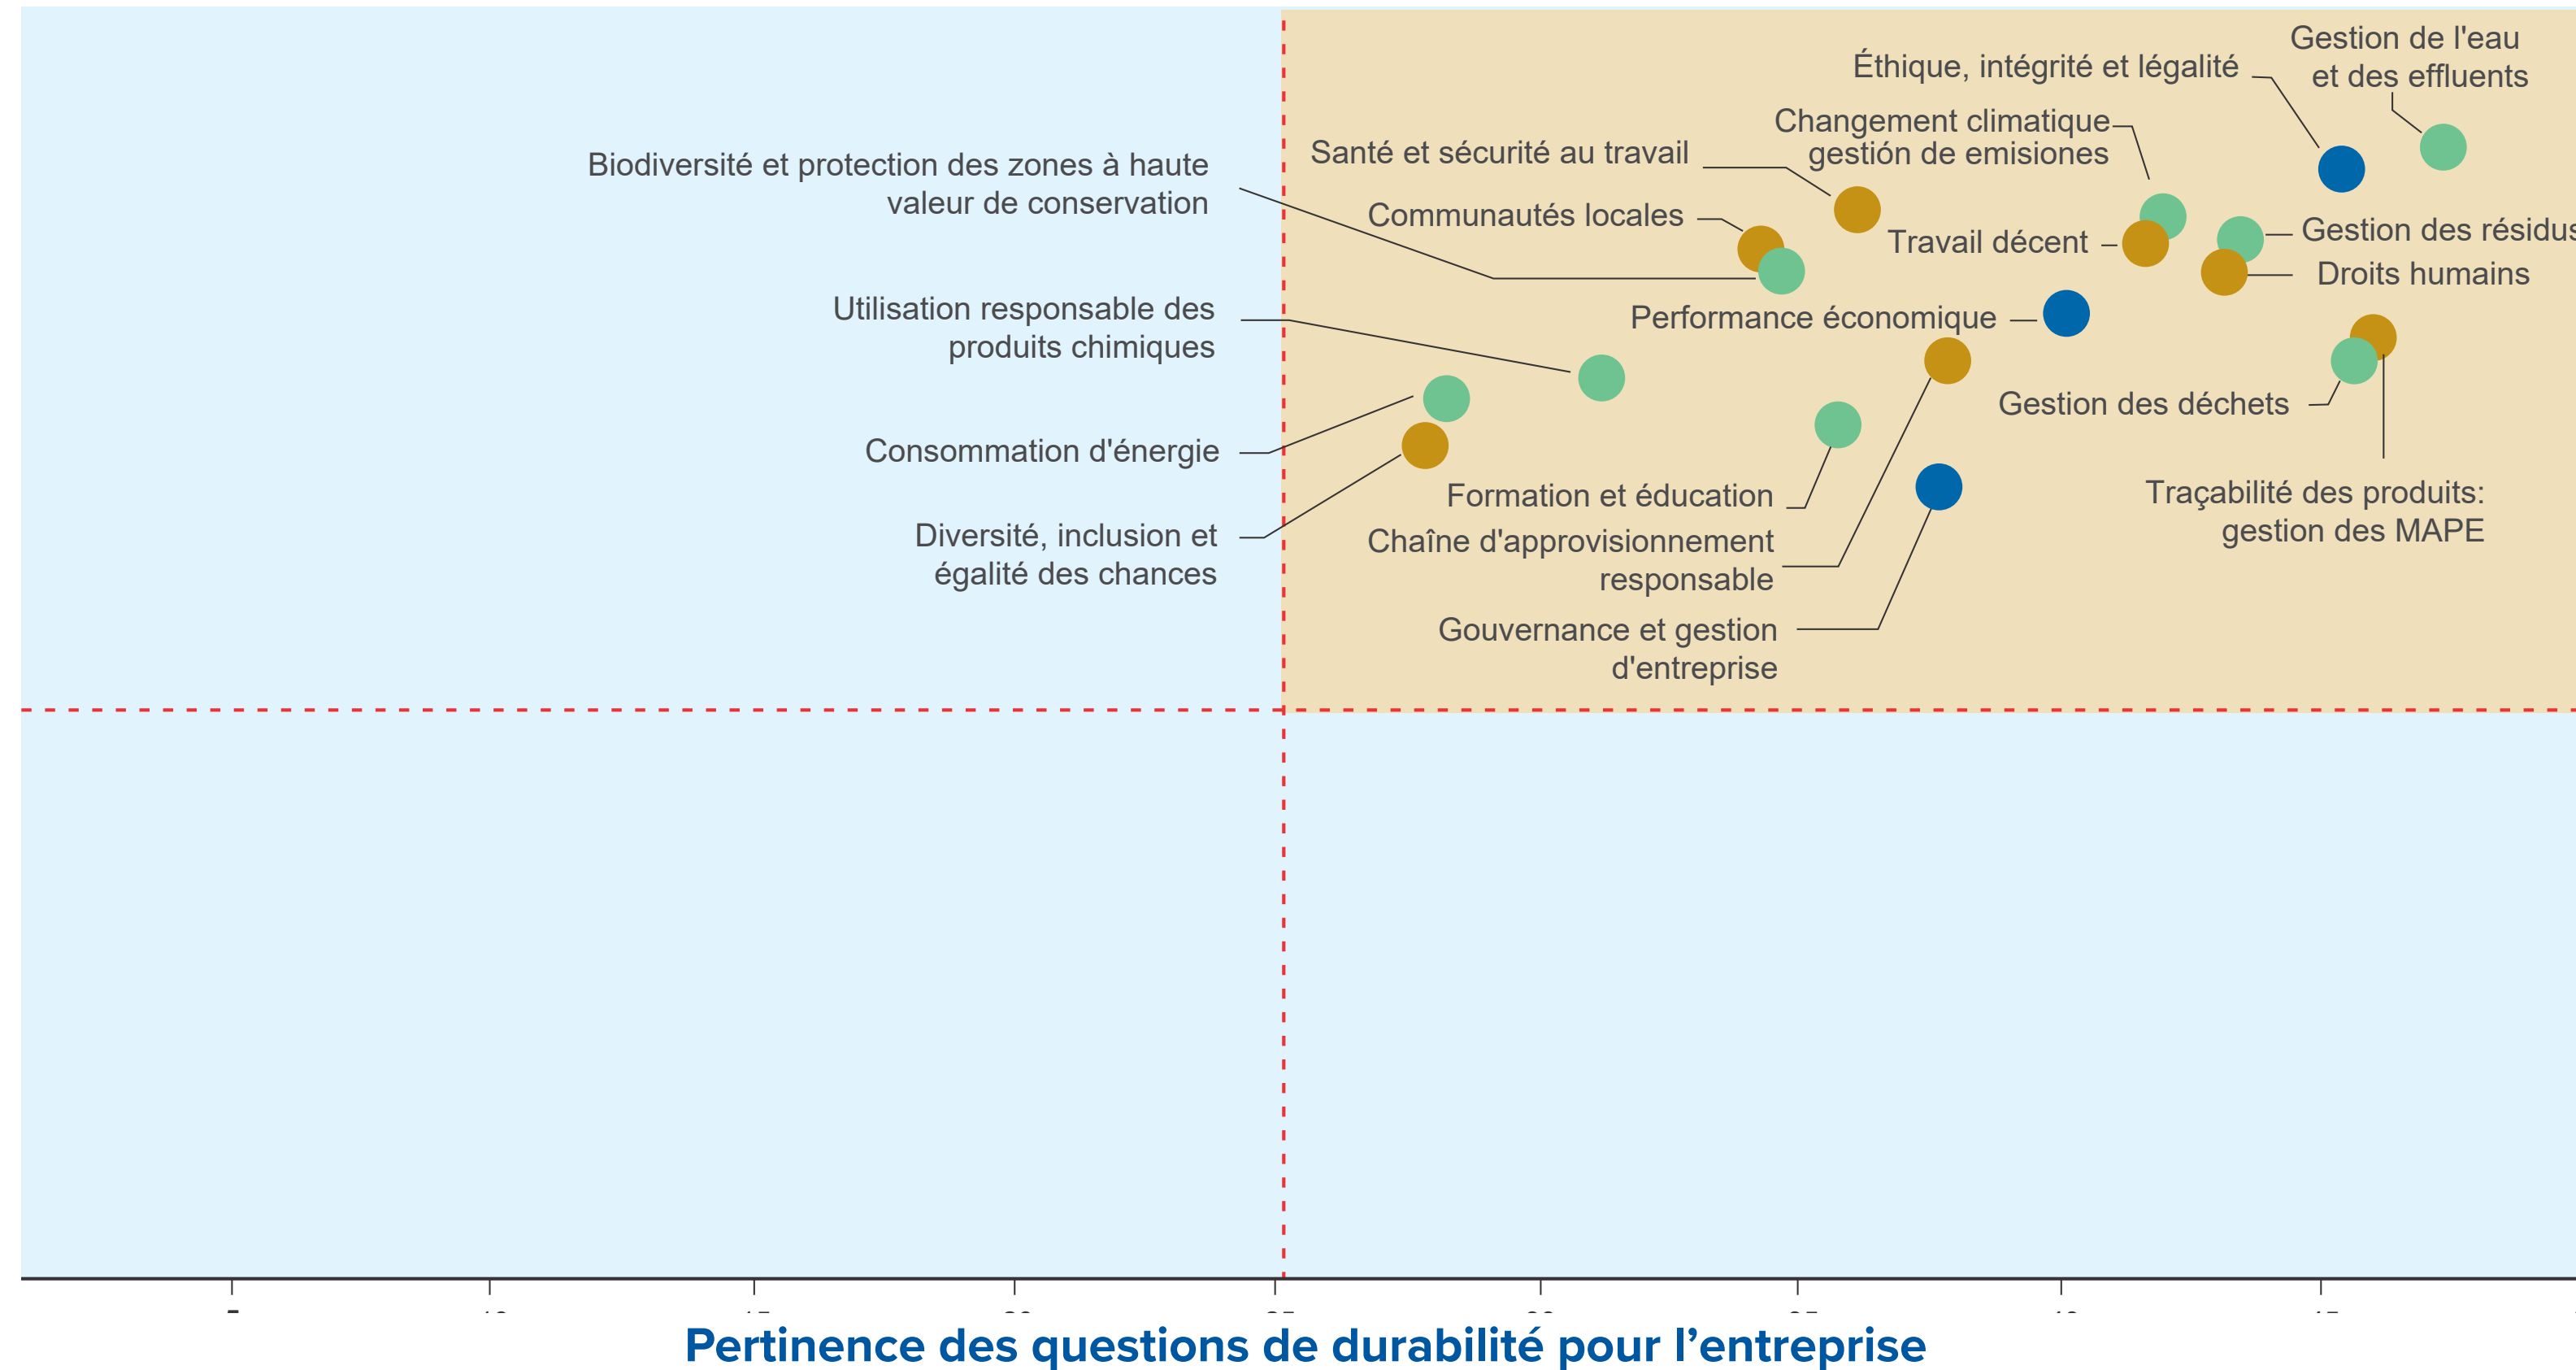 Gestion de l'eau
et des effluents
Éthique, intégrité et légalité
Changement climatique
gestión de emisiones
Santé et sécurité au travail
Biodiversité et protection des zones à haute
valeur de conservation
Communautés locales
Travail décent
Gestion des résidus
Droits humains
Utilisation responsable des
produits chimiques
Performance économique
Gestion des déchets
Consommation d'énergie
Formation et éducation
Traçabilité des produits:
gestion des MAPE
Diversité, inclusion et
égalité des chances
Chaîne d'approvisionnement
responsable
Gouvernance et gestion
d'entreprise
Pertinence des questions de durabilité pour l’entreprise